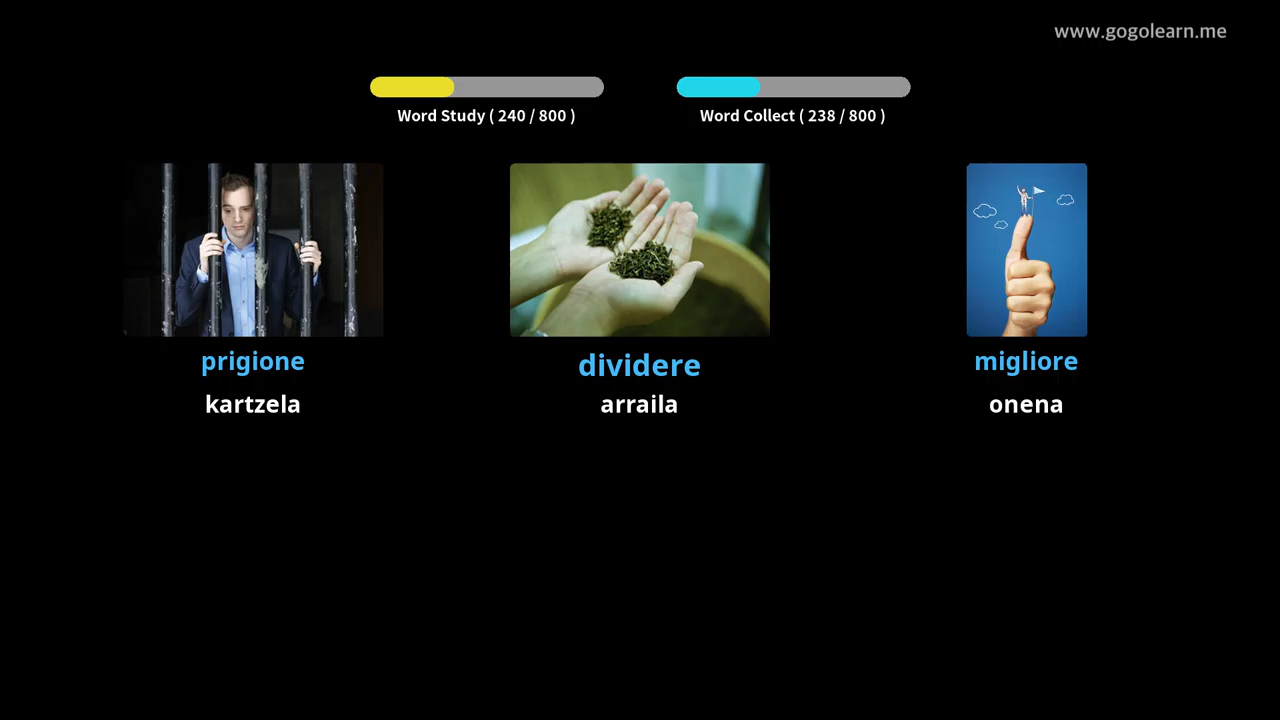 www.gogolearn.me
Word Study ( 240 / 800 )
Word Collect ( 238 / 800 )
prigione
dividere
migliore
kartzela
arraila
onena